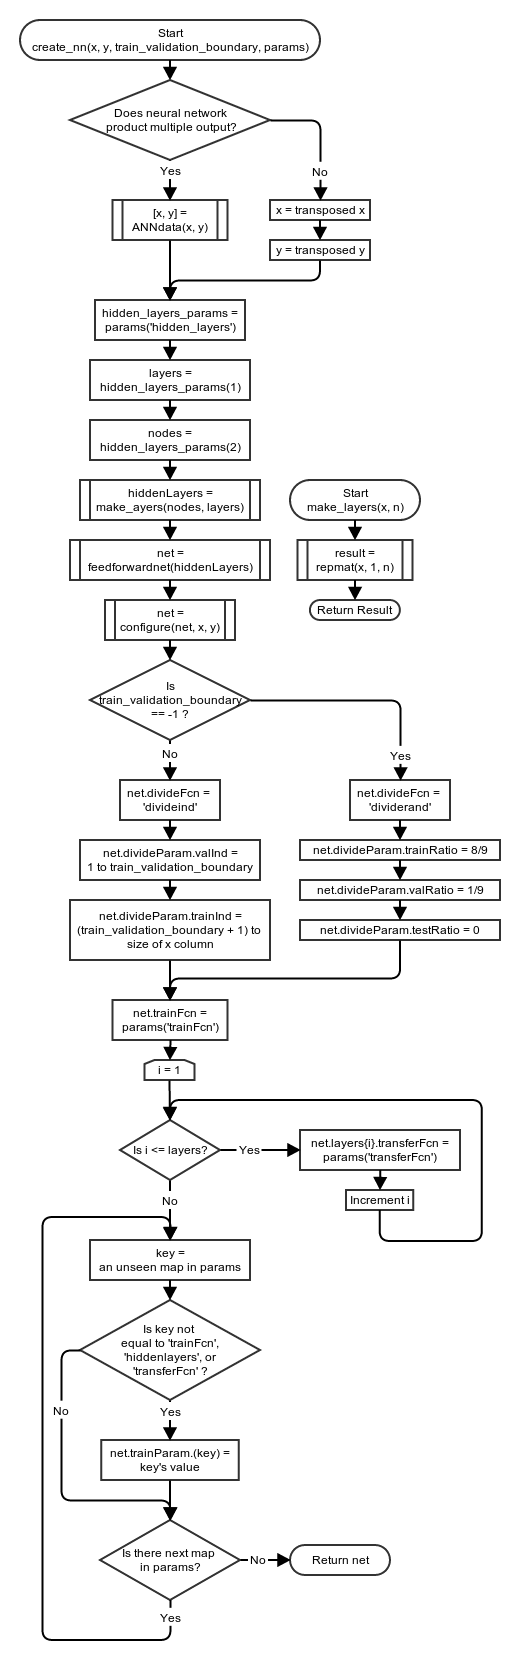 Start
create_nn(x, y, train_validation_boundary, params)
Does neural network
product multiple output?
Yes
No
[x, y] =
ANNdata(x, y)
x = transposed x
y = transposed y
hidden_layers_params =
params('hidden_layers')
layers =
hidden_layers_params(1)
nodes =
hidden_layers_params(2)
hiddenLayers =
make_ayers(nodes, layers)
net =
feedforwardnet(hiddenLayers)
net =
configure(net, x, y)
Start
make_layers(x, n)
result =
repmat(x, 1, n)
Return Result
Is
train_validation_boundary
== -1 ?
No
Yes
net.divideFcn =
'divideind'
net.divideParam.valInd =
1 to train_validation_boundary
net.divideParam.trainInd =
(train_validation_boundary + 1) to
size of x column
net.divideFcn =
'dividerand'
net.divideParam.trainRatio = 8/9
net.divideParam.valRatio = 1/9
net.divideParam.testRatio = 0
net.trainFcn =
params('trainFcn')
i = 1
Is i <= layers?
Yes
net.layers{i}.transferFcn =
params('transferFcn')
Increment i
No
key =
an unseen map in params
Is key not
equal to 'trainFcn',
'hiddenlayers', or
'transferFcn' ?
No
Yes
net.trainParam.(key) =
key's value
Is there next map
in params?
No
Return net
Yes